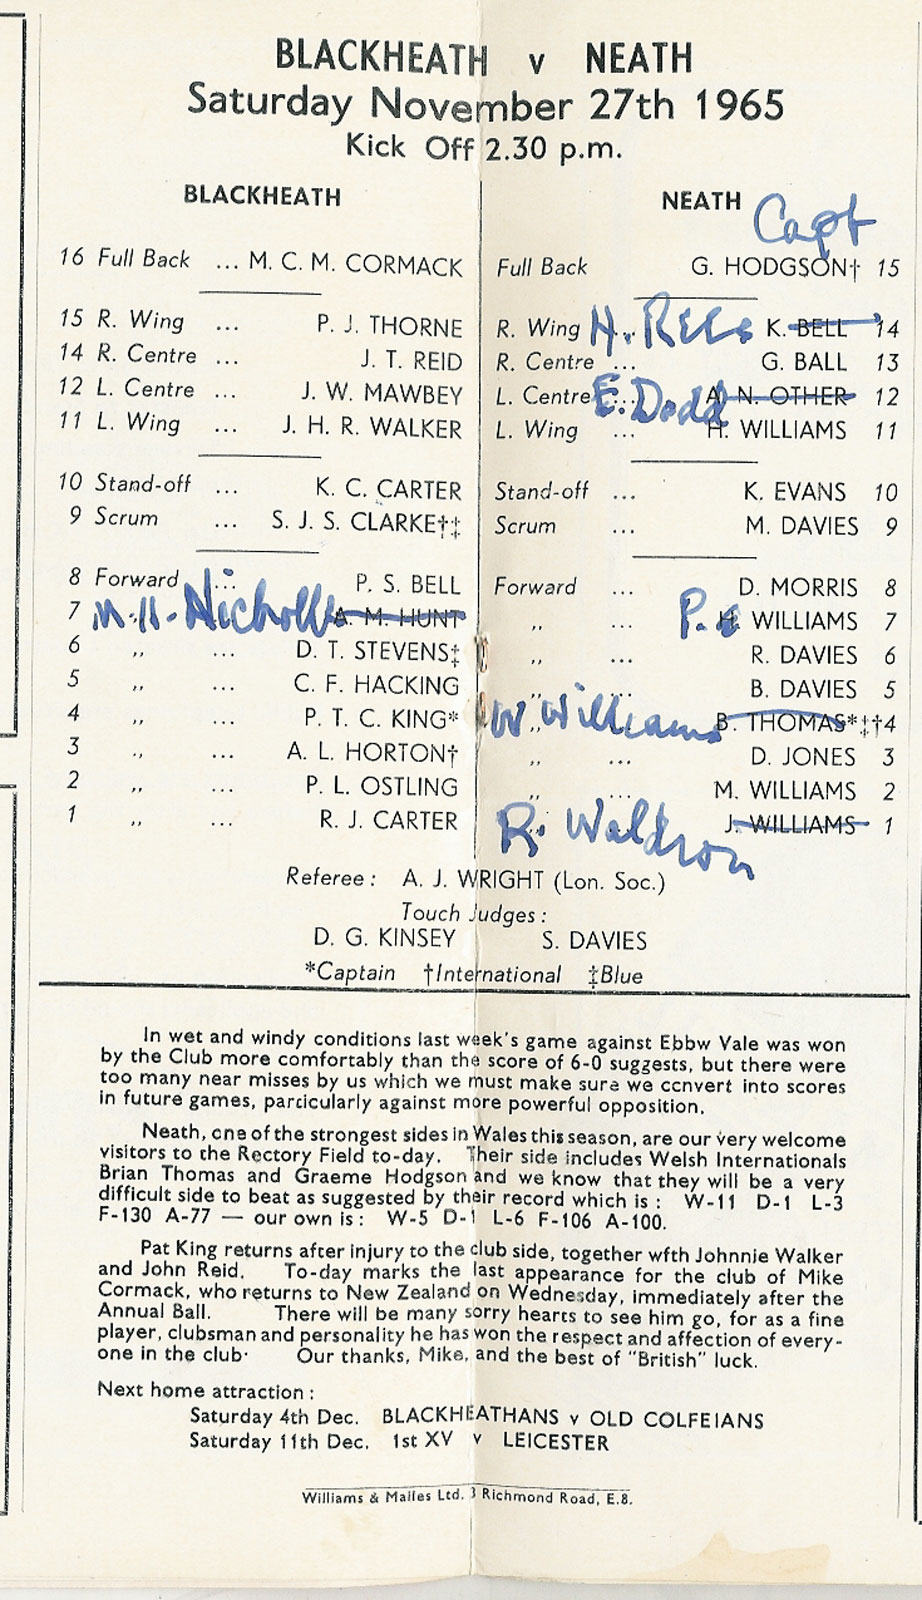 BLACKHEATH v NEATH
Saturday November 27th 1965
Kick Off 2.30 p.m.
BLACKHEATH
16 Full Back ... M. C. M. CORMACK
15 R. Wing ... P. J. THORNE
14 R. Centre ... J. T. REID
12 L. Centre ... J. W. MAWBEY
11 L. Wing ... J. H. R. WALKER
10 Stand-off ... K. C. CARTER
9 Scrum ... S. J. S. CLARKE†‡
8 Forward ... P. S. BELL
7 M.H. Nicholls A. M. HUNT
6 ,, ... D. T. STEVENS‡
5 ,, ... C. F. HACKING
4 ,, ... P. T. C. KING*
3 ,, ... A. L. HORTON†
2 ,, ... P. L. OSTLING
1 ,, ... R. J. CARTER
NEATH Capt
Full Back G. HODGSON† 15
R. Wing H. Rees K. BELL 14
R. Centre ... G. BALL 13
L. Centre ... E. Dodd A. N. OTHER 12
L. Wing ... H. WILLIAMS 11
Stand-off ... K. EVANS 10
Scrum ... M. DAVIES 9
Forward ... D. MORRIS 8
,, P. H. WILLIAMS 7
,, ... R. DAVIES 6
,, ... B. DAVIES 5
,, W. Williams B. THOMAS*‡†4
,, ... D. JONES 3
,, ... M. WILLIAMS 2
R. Waldron J. WILLIAMS 1
Referee : A. J. WRIGHT (Lon. Soc.)
Touch Judges :
D. G. KINSEY S. DAVIES
*Captain †International ‡Blue
In wet and windy conditions last week's game against Ebbw Vale was won
by the Club more comfortably than the score of 6-0 suggests, but there were
too many near misses by us which we must make sure we ccnvert into scores
in future games, particularly against more powerful opposition.
Neath, one of the strongest sides in Wales this season, are our very welcome
visitors to the Rectory Field to-day. Their side includes Welsh Internationals
Brian Thomas and Graeme Hodgson and we know that they will be a very
difficult side to beat as suggested by their record which is : W-11 D-1 L-3
F-130 A-77 — our own is : W-5 D-1 L-6 F-106 A-100.
Pat King returns after injury to the club side, together wfth Johnnie Walker
and John Reid. To-day marks the last appearance for the club of Mike
Cormack, who returns to New Zealand on Wednesday, immediately after the
Annual Ball. There will be many sorry hearts to see him go, for as a fine
player, clubsman and personality he has won the respect and affection of every-
one in the club· Our thanks, Mike, and the best of "British" luck.
Next home attraction :
Saturday 4th Dec. BLACKHEATHANS v OLD COLFEIANS
Saturday 11th Dec. 1st XV v LEICESTER
Williams & Mailes Ltd. 3 Richmond Road, E.8.